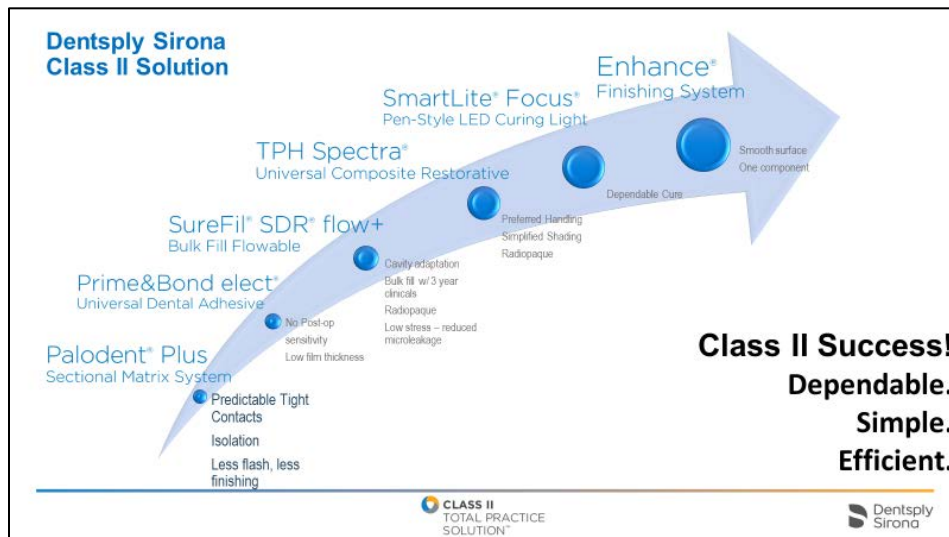 Dentsply Sirona
Class II Solution
Enhance®
Finishing System
Smooth surface
One component
SmartLite® Focus®
Pen-Style LED Curing Light
Dependable Cure
TPH Spectra®
Universal Composite Restorative
Preferred Handling
Simplified Shading
Radiopaque
SureFil® SDR® flow+
Bulk Fill Flowable
Cavity adaptation
Bulk fill w/ 3 year
clinicals
Radiopaque
Low stress – reduced
microleakage
Prime&Bond elect®
Universal Dental Adhesive
No Post-op
sensitivity
Low film thickness
Palodent® Plus
Sectional Matrix System
Predictable Tight
Contacts
Isolation
Less flash, less
finishing
Class II Success!
Dependable.
Simple.
Efficient.
CLASS II
TOTAL PRACTICE
SOLUTION™
Dentsply
Sirona